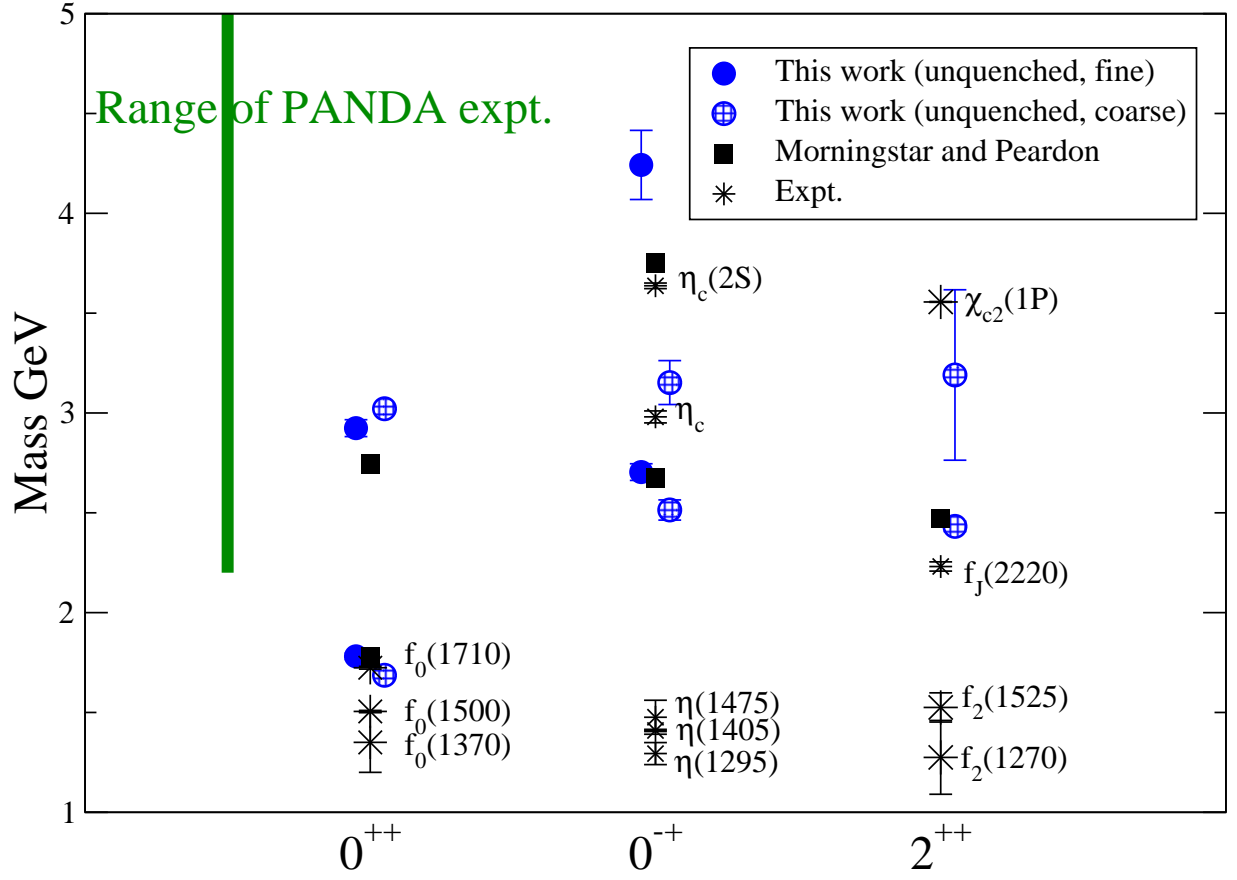 5
4
3
2
1
Mass GeV
Range of PANDA expt.
This work (unquenched, fine)
This work (unquenched, coarse)
Morningstar and Peardon
Expt.
η_c(2S)
χ_c2(1P)
η_c
f_J(2220)
f_0(1710)
f_0(1500)
f_0(1370)
η(1475)
η(1405)
η(1295)
f_2(1525)
f_2(1270)
0^++
0^-+
2^++